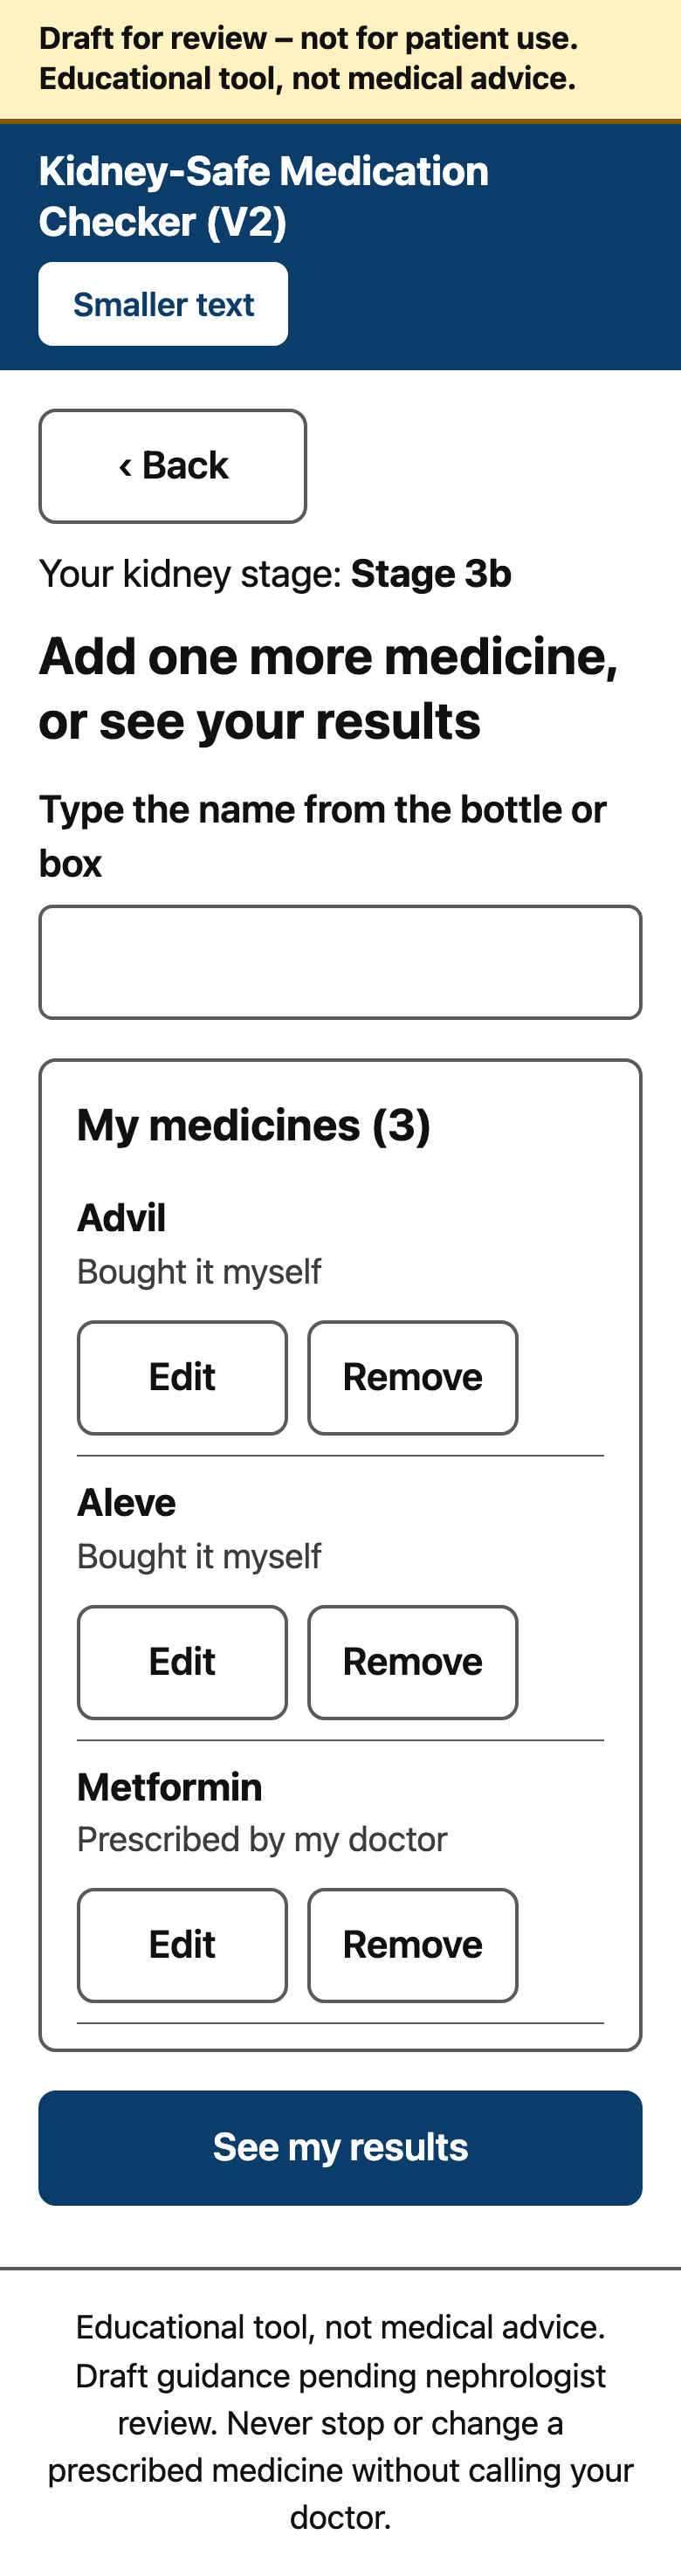 Draft for review – not for patient use.
Educational tool, not medical advice.
Kidney-Safe Medication
Checker (V2)
Smaller text
‹ Back
Your kidney stage: Stage 3b
Add one more medicine,
or see your results
Type the name from the bottle or
box
My medicines (3)
Advil
Bought it myself
Edit Remove
Aleve
Bought it myself
Edit Remove
Metformin
Prescribed by my doctor
Edit Remove
See my results
Educational tool, not medical advice.
Draft guidance pending nephrologist
review. Never stop or change a
prescribed medicine without calling your
doctor.